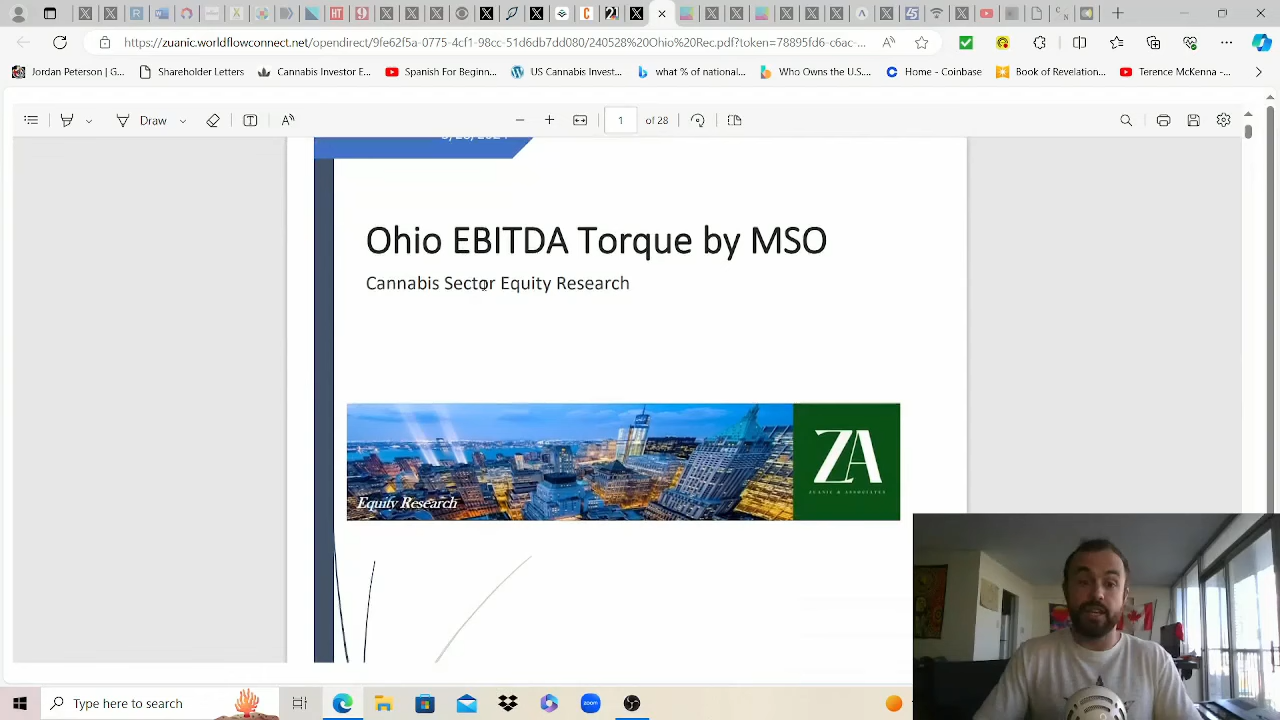 https://zuanic.worldflowconnect.net/opendirect/9fe62f5a-0775-4cf1-98cc-51d6db7dd080/240528%20Ohio%20Rec.pdf?token=78895fd6-c6ac-...
Jordan Peterson | G...
Shareholder Letters
Cannabis Investor E...
Spanish For Beginn...
US Cannabis Invest...
what % of national...
Who Owns the U.S...
Home - Coinbase
Book of Revelation...
Terence McKenna -...
Draw
1
of 28
Ohio EBITDA Torque by MSO
Cannabis Sector Equity Research
Equity Research
ZA
ZUANIC & ASSOCIATES
Type here to search
zoom